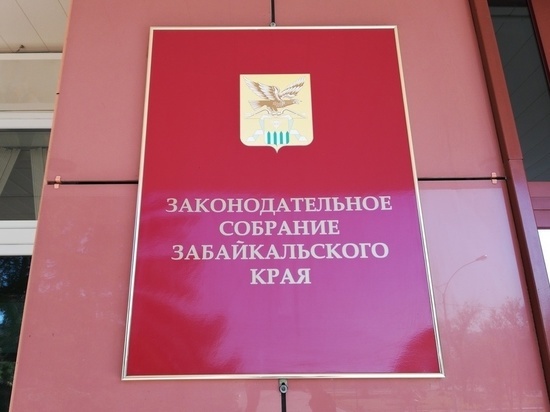 ЗАКОНОДАТЕЛЬНОЕ
СОБРАНИЕ
ЗАБАЙКАЛЬСКОГО
КРАЯ